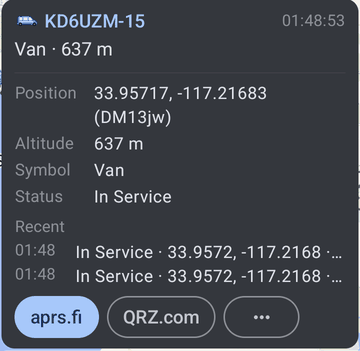 KD6UZM-15 01:48:53
Van · 637 m
Position 33.95717, -117.21683
(DM13jw)
Altitude 637 m
Symbol Van
Status In Service
Recent
01:48 In Service · 33.9572, -117.2168 ·…
01:48 In Service · 33.9572, -117.2168 ·…
aprs.fi QRZ.com ···